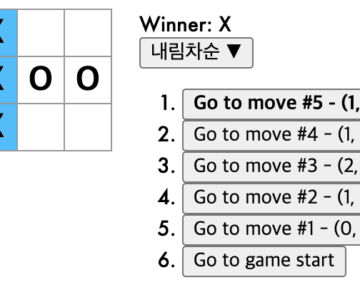 Winner: X
내림차순 ▼
X
X O O
X
1. Go to move #5 - (1,
2. Go to move #4 - (1,
3. Go to move #3 - (2,
4. Go to move #2 - (1,
5. Go to move #1 - (0,
6. Go to game start